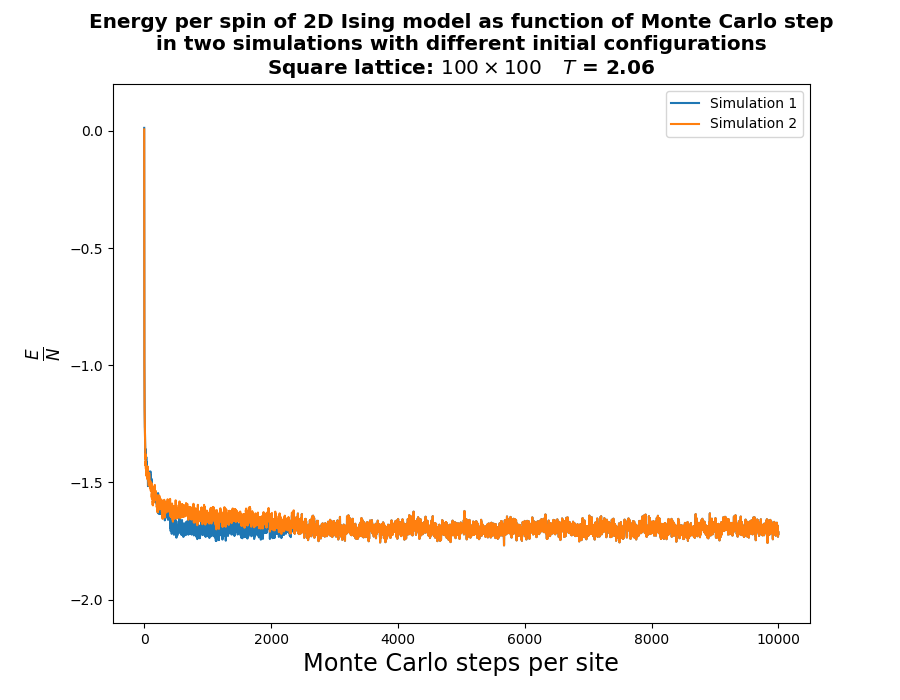 Energy per spin of 2D Ising model as function of Monte Carlo step
in two simulations with different initial configurations
Square lattice: 100 × 100 T = 2.06
Simulation 1
Simulation 2
0.0
−0.5
−1.0
−1.5
−2.0
E
N
0 2000 4000 6000 8000 10000
Monte Carlo steps per site